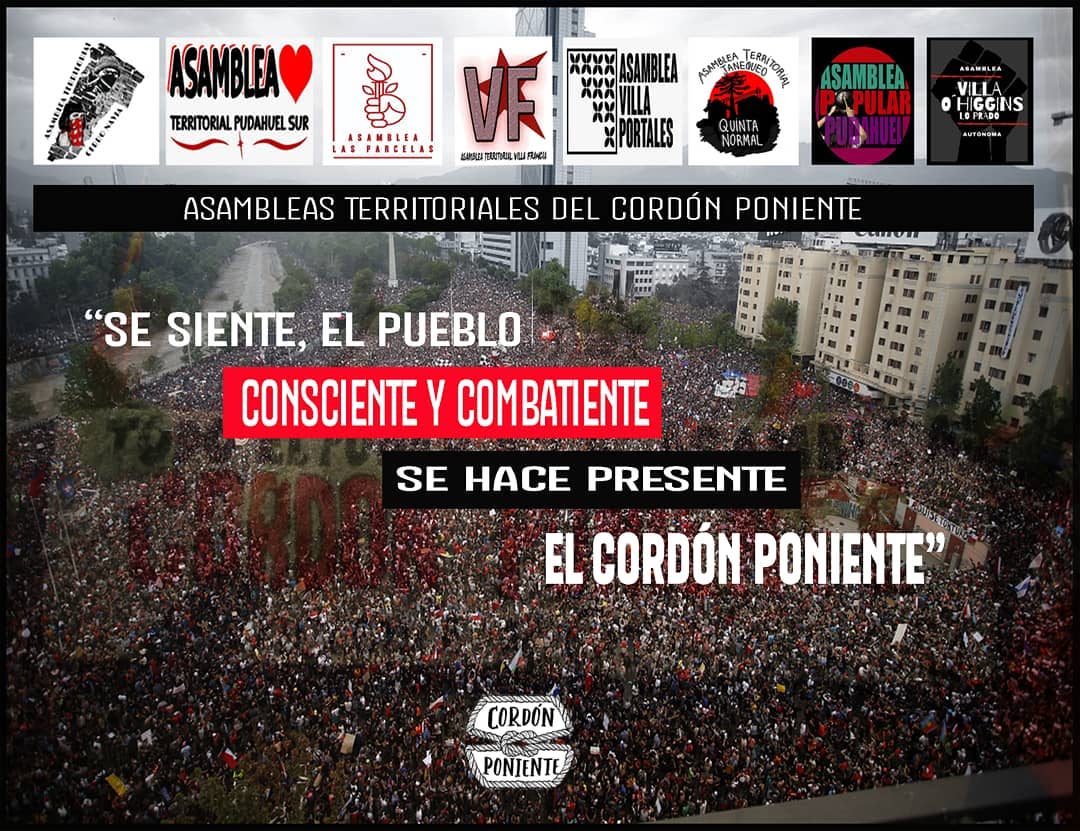 ASAMBLEA
TERRITORIAL PUDAHUEL SUR
ASAMBLEA
LAS PARCELAS
VF
ASAMBLEA TERRITORIAL VILLA FRANCIA
ASAMBLEA
VILLA
PORTALES
ASAMBLEA TERRITORIAL
YANEQUEO
QUINTA
NORMAL
ASAMBLEA
POPULAR
PUDAHUEL
ASAMBLEA
VILLA
O'HIGGINS
LO PRADO
AUTÓNOMA
ASAMBLEAS TERRITORIALES DEL CORDÓN PONIENTE
Canon
“SE SIENTE, EL PUEBLO
CONSCIENTE Y COMBATIENTE
SE HACE PRESENTE
EL CORDÓN PONIENTE”
CORDÓN
PONIENTE